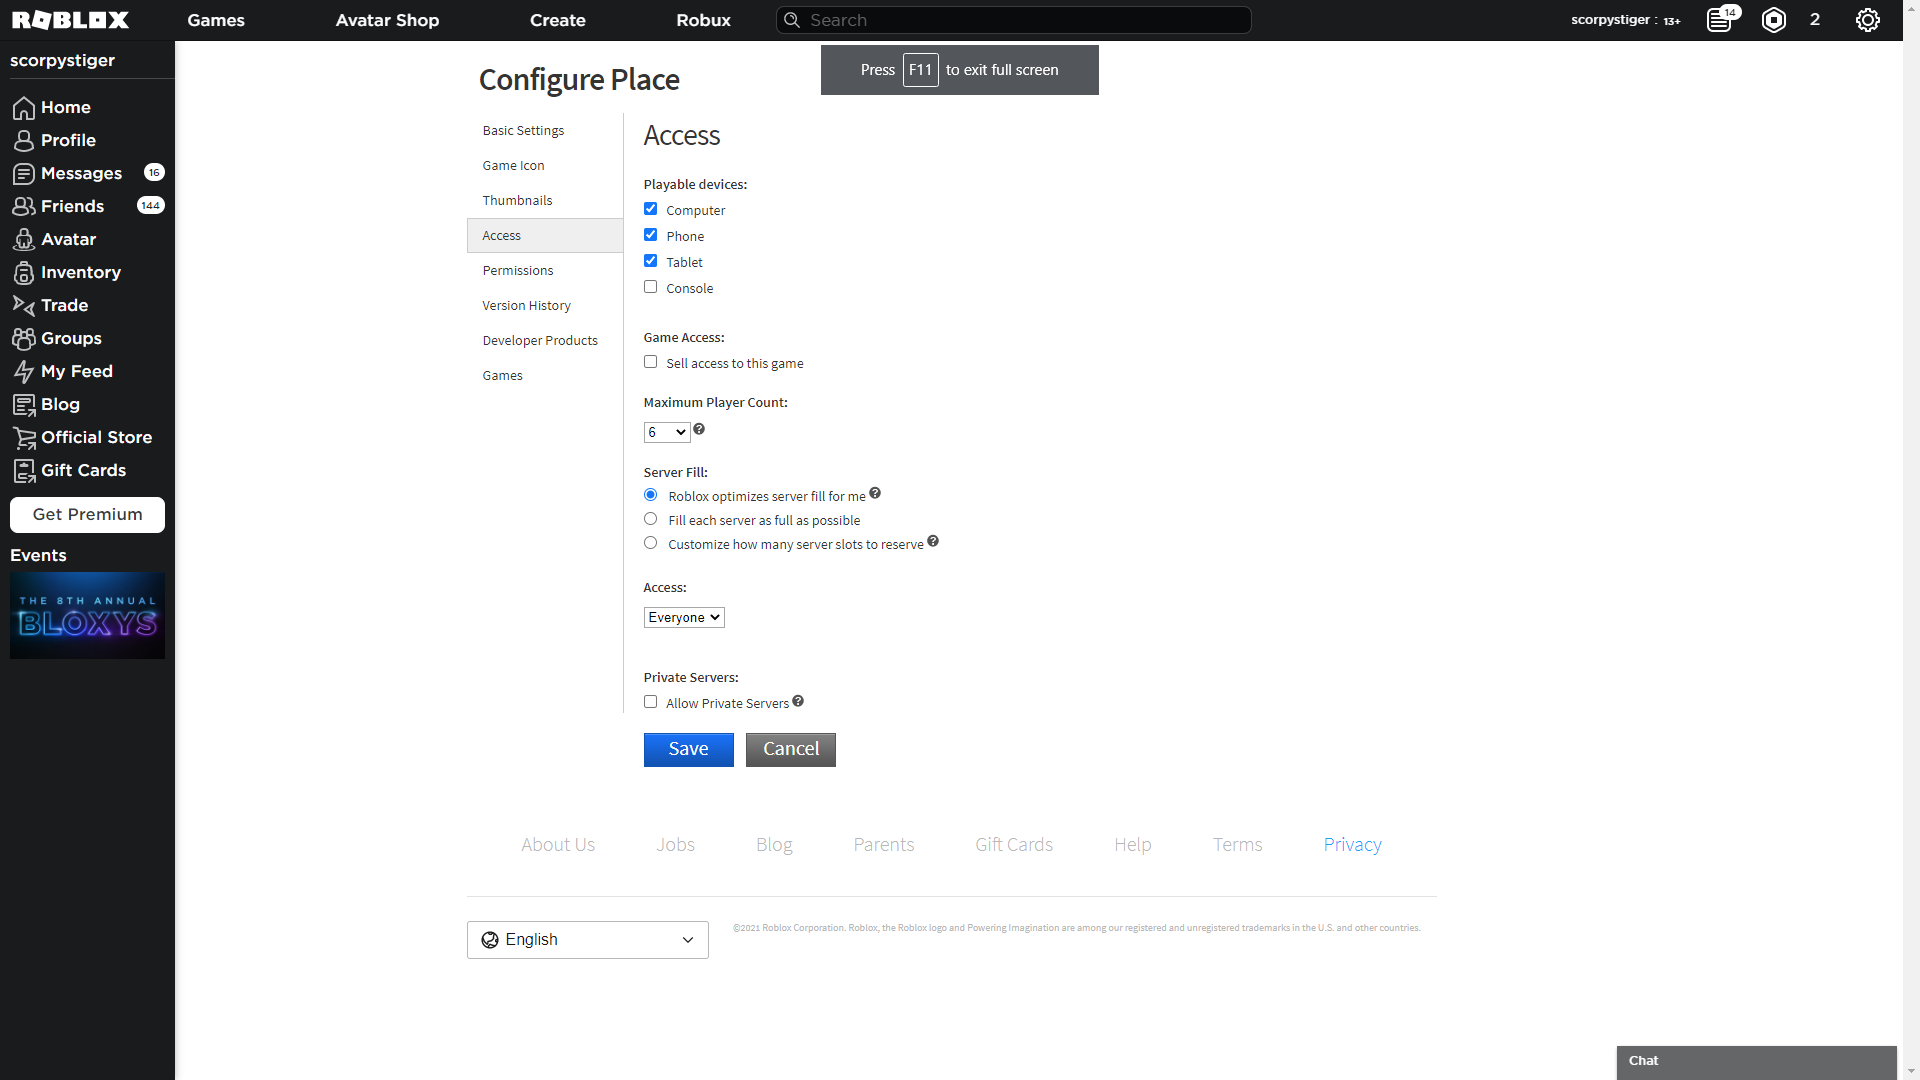 ROBLOX
Games
Avatar Shop
Create
Robux
Search
scorpystiger : 13+
14
2
scorpystiger
Home
Profile
Messages 16
Friends 144
Avatar
Inventory
Trade
Groups
My Feed
Blog
Official Store
Gift Cards
Get Premium
Events
THE 8TH ANNUAL
BLOXYS
Press F11 to exit full screen
Configure Place
Basic Settings
Game Icon
Thumbnails
Access
Permissions
Version History
Developer Products
Games
Access
Playable devices:
Computer
Phone
Tablet
Console
Game Access:
Sell access to this game
Maximum Player Count:
6
Server Fill:
Roblox optimizes server fill for me
Fill each server as full as possible
Customize how many server slots to reserve
Access:
Everyone
Private Servers:
Allow Private Servers
Save
Cancel
About Us
Jobs
Blog
Parents
Gift Cards
Help
Terms
Privacy
English
©2021 Roblox Corporation. Roblox, the Roblox logo and Powering Imagination are among our registered and unregistered trademarks in the U.S. and other countries.
Chat